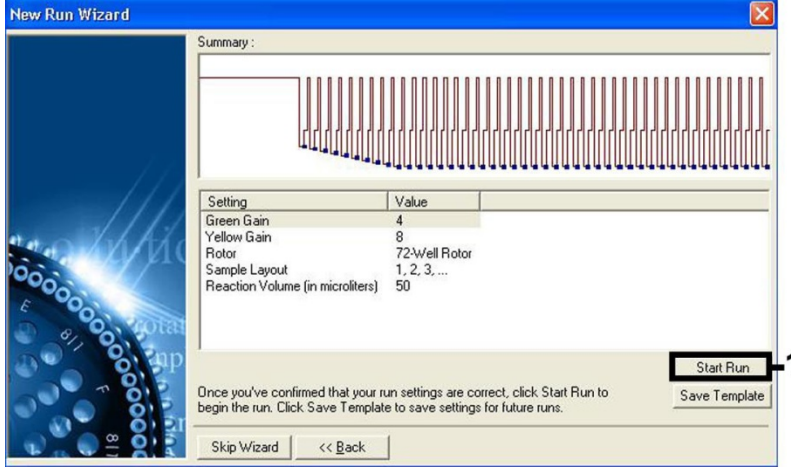 New Run Wizard
Summary :
Setting Value
Green Gain 4
Yellow Gain 8
Rotor 72-Well Rotor
Sample Layout 1, 2, 3, ...
Reaction Volume (in microliters) 50
Start Run
1
Once you've confirmed that your run settings are correct, click Start Run to
begin the run. Click Save Template to save settings for future runs.
Save Template
Skip Wizard
<< Back
E
8||
F
8||